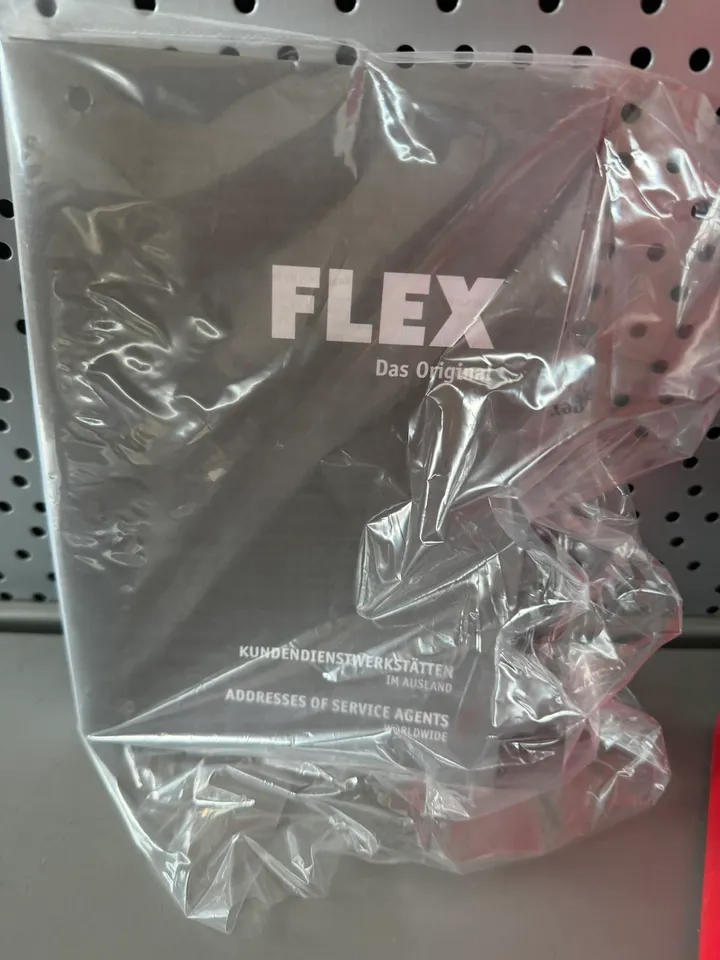 FLEX
Das Original
KUNDENDIENSTWERKSTÄTTEN
IM AUSLAND
ADDRESSES OF SERVICE AGENTS
WORLDWIDE